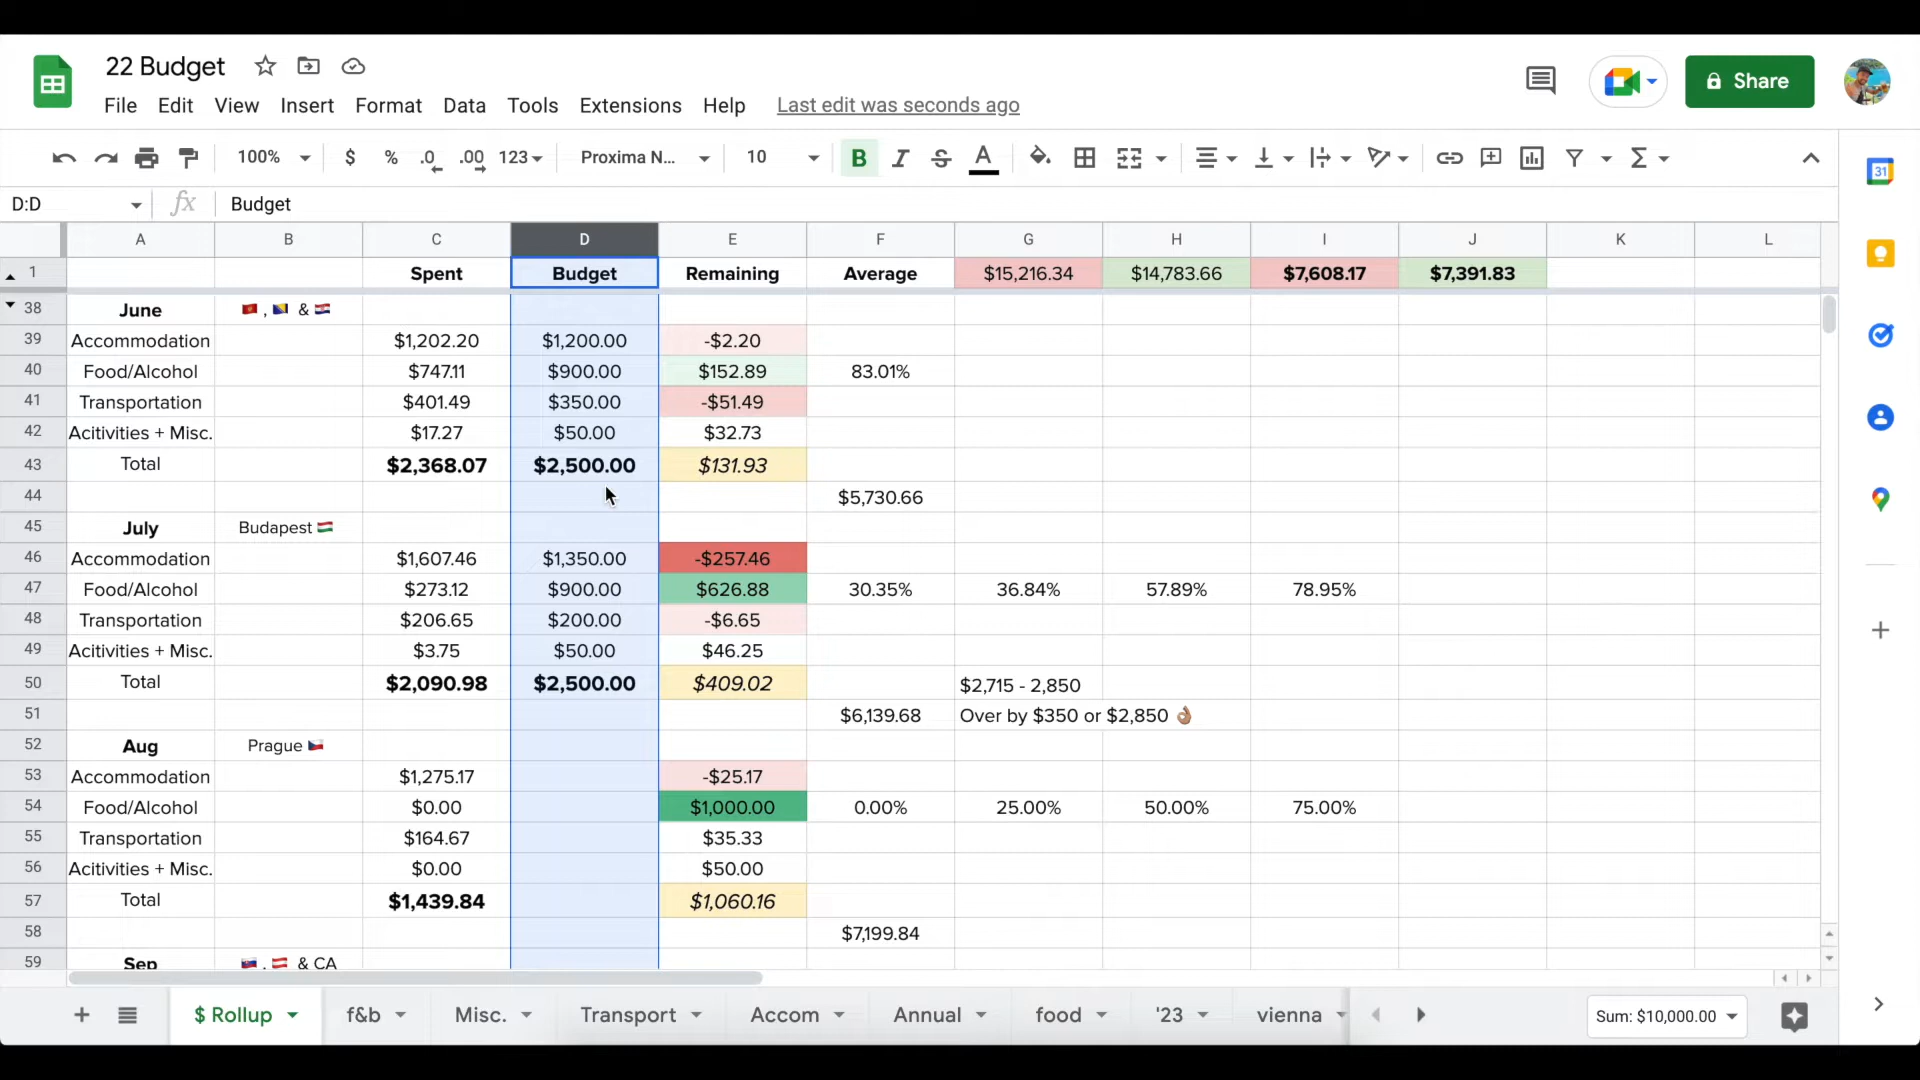 22 Budget
Share
File Edit View Insert Format Data Tools Extensions Help Last edit was seconds ago
100% $ % .0 .00 123 Proxima N... 10 B I S A Σ
31
D:D fx Budget
A B C D E F G H I J K L
1 Spent Budget Remaining Average $15,216.34 $14,783.66 $7,608.17 $7,391.83
38 June , & 
39 Accommodation $1,202.20 $1,200.00 -$2.20
40 Food/Alcohol $747.11 $900.00 $152.89 83.01%
41 Transportation $401.49 $350.00 -$51.49
42 Acitivities + Misc. $17.27 $50.00 $32.73
43 Total $2,368.07 $2,500.00 $131.93
44 $5,730.66
45 July Budapest 🇭🇺
46 Accommodation $1,607.46 $1,350.00 -$257.46
47 Food/Alcohol $273.12 $900.00 $626.88 30.35% 36.84% 57.89% 78.95%
48 Transportation $206.65 $200.00 -$6.65
49 Acitivities + Misc. $3.75 $50.00 $46.25
50 Total $2,090.98 $2,500.00 $409.02 $2,715 - 2,850
51 $6,139.68 Over by $350 or $2,850 👌🏽
52 Aug Prague 🇨🇿
53 Accommodation $1,275.17 -$25.17
54 Food/Alcohol $0.00 $1,000.00 0.00% 25.00% 50.00% 75.00%
55 Transportation $164.67 $35.33
56 Acitivities + Misc. $0.00 $50.00
57 Total $1,439.84 $1,060.16
58 $7,199.84
59 Sep , & CA
$ Rollup f&b Misc. Transport Accom Annual food '23 vienna Sum: $10,000.00